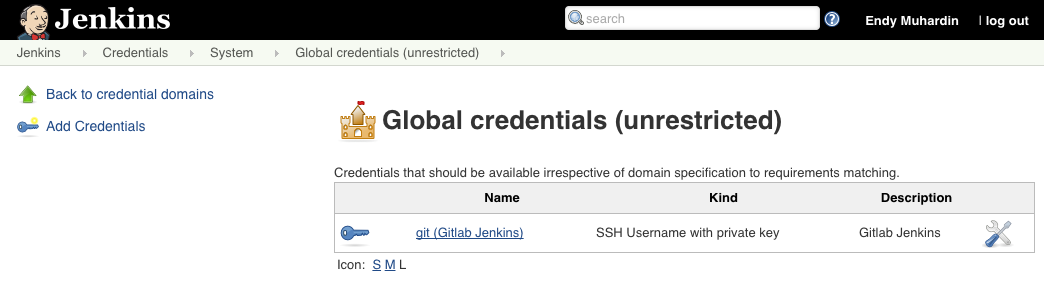 Jenkins
search
?
Endy Muhardin | log out
Jenkins Credentials System Global credentials (unrestricted)
Back to credential domains
Add Credentials
Global credentials (unrestricted)
Credentials that should be available irrespective of domain specification to requirements matching.
Name Kind Description
git (Gitlab Jenkins) SSH Username with private key Gitlab Jenkins
Icon: S M L